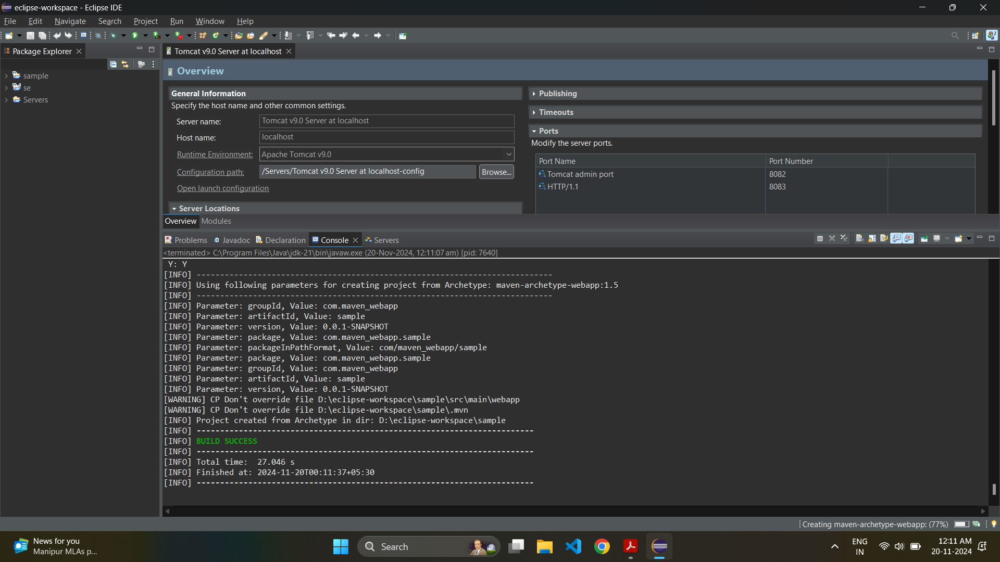 eclipse-workspace - Eclipse IDE
File Edit Navigate Search Project Run Window Help
Package Explorer
sample
se
Servers
Tomcat v9.0 Server at localhost
Overview
General Information
Specify the host name and other common settings.
Server name: Tomcat v9.0 Server at localhost
Host name: localhost
Runtime Environment: Apache Tomcat v9.0
Configuration path: /Servers/Tomcat v9.0 Server at localhost-config Browse...
Open launch configuration
Server Locations
Publishing
Timeouts
Ports
Modify the server ports.
Port Name Port Number
Tomcat admin port 8082
HTTP/1.1 8083
Overview Modules
Problems Javadoc Declaration Console Servers
<terminated> C:\Program Files\Java\jdk-21\bin\javaw.exe (20-Nov-2024, 12:11:07 am) [pid: 7640]
Y: Y
[INFO] ----------------------------------------------------------------------------
[INFO] Using following parameters for creating project from Archetype: maven-archetype-webapp:1.5
[INFO] ----------------------------------------------------------------------------
[INFO] Parameter: groupId, Value: com.maven_webapp
[INFO] Parameter: artifactId, Value: sample
[INFO] Parameter: version, Value: 0.0.1-SNAPSHOT
[INFO] Parameter: package, Value: com.maven_webapp.sample
[INFO] Parameter: packageInPathFormat, Value: com/maven_webapp/sample
[INFO] Parameter: package, Value: com.maven_webapp.sample
[INFO] Parameter: groupId, Value: com.maven_webapp
[INFO] Parameter: artifactId, Value: sample
[INFO] Parameter: version, Value: 0.0.1-SNAPSHOT
[WARNING] CP Don't override file D:\eclipse-workspace\sample\src\main\webapp
[WARNING] CP Don't override file D:\eclipse-workspace\sample\.mvn
[INFO] Project created from Archetype in dir: D:\eclipse-workspace\sample
[INFO] ------------------------------------------------------------------------
[INFO] BUILD SUCCESS
[INFO] ------------------------------------------------------------------------
[INFO] Total time:  27.046 s
[INFO] Finished at: 2024-11-20T00:11:37+05:30
[INFO] ------------------------------------------------------------------------
Creating maven-archetype-webapp: (77%)
News for you
Manipur MLAs p...
Search
ENG
IN
12:11 AM
20-11-2024